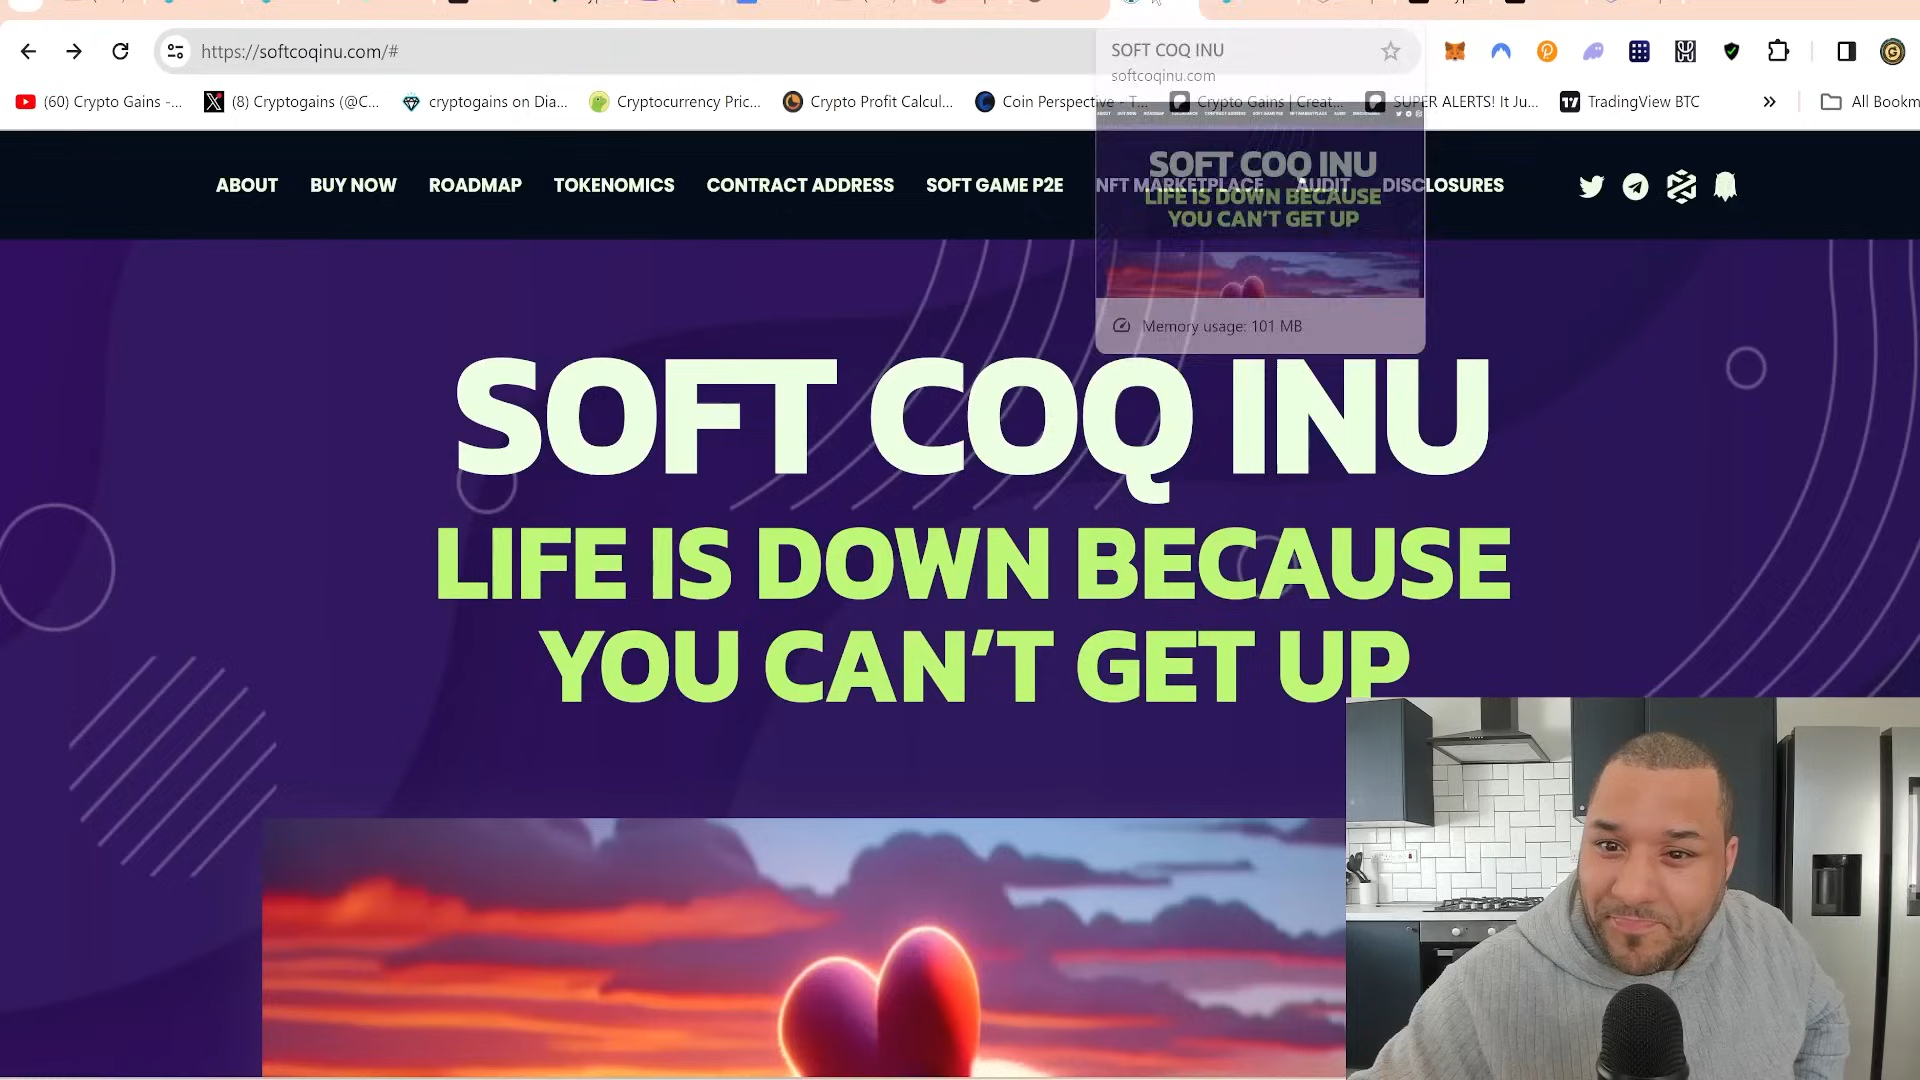 https://softcoqinu.com/#
SOFT COQ INU
softcoqinu.com
(60) Crypto Gains -...
(8) Cryptogains (@C...
cryptogains on Dia...
Cryptocurrency Pric...
Crypto Profit Calcul...
Coin Perspective - T...
Crypto Gains | Creat...
SUPER ALERTS! It Ju...
TradingView BTC
All Bookm
ABOUT
BUY NOW
ROADMAP
TOKENOMICS
CONTRACT ADDRESS
SOFT GAME P2E
NFT MARKETPLACE
AUDIT
DISCLOSURES
SOFT COQ INU
LIFE IS DOWN BECAUSE
YOU CAN'T GET UP
Memory usage: 101 MB
SOFT COQ INU
LIFE IS DOWN BECAUSE
YOU CAN'T GET UP